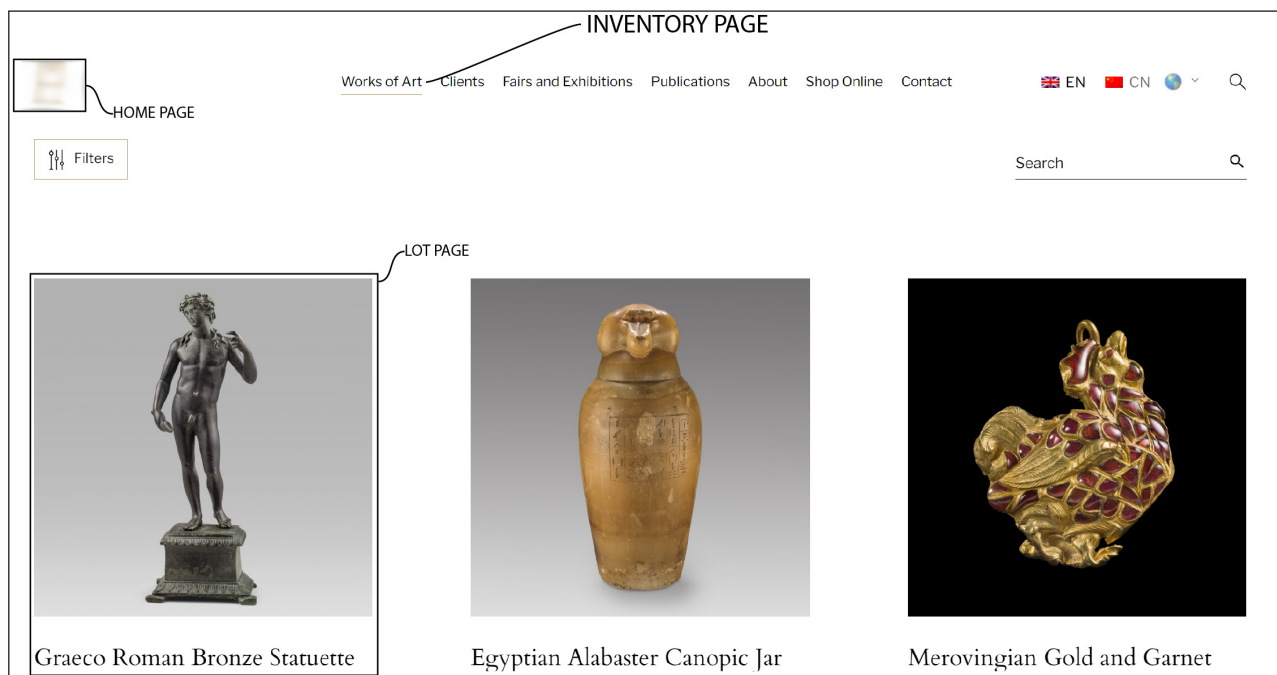 INVENTORY PAGE
Works of Art Clients Fairs and Exhibitions Publications About Shop Online Contact EN CN
HOME PAGE
Filters
Search
LOT PAGE
Graeco Roman Bronze Statuette Egyptian Alabaster Canopic Jar Merovingian Gold and Garnet